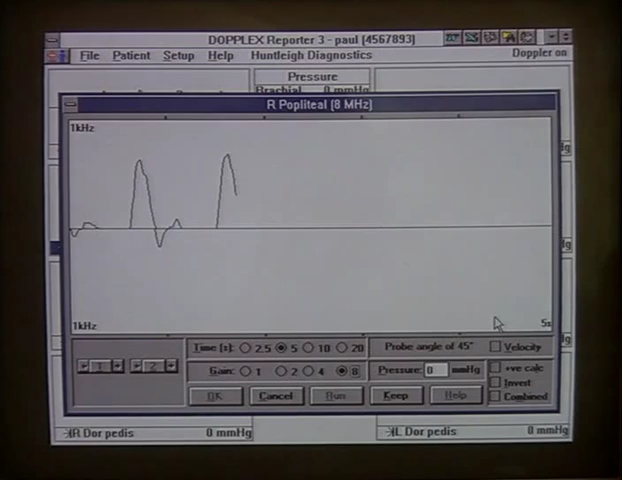 DOPPLEX Reporter 3 - paul (4567893)
File Patient Setup Help Huntleigh Diagnostics Doppler on
Pressure
Brachial 0 mmHg
R Popliteal (8 MHz)
1kHz
1kHz 5s
Time (s): 2.5 5 10 20 Probe angle of 45° Velocity
1 2 Gain: 1 2 4 8 Pressure: 0 mmHg +ve calc
Invest
OK Cancel Run Keep Help Combined
R Dor pedis 0 mmHg L Dor pedis 0 mmHg